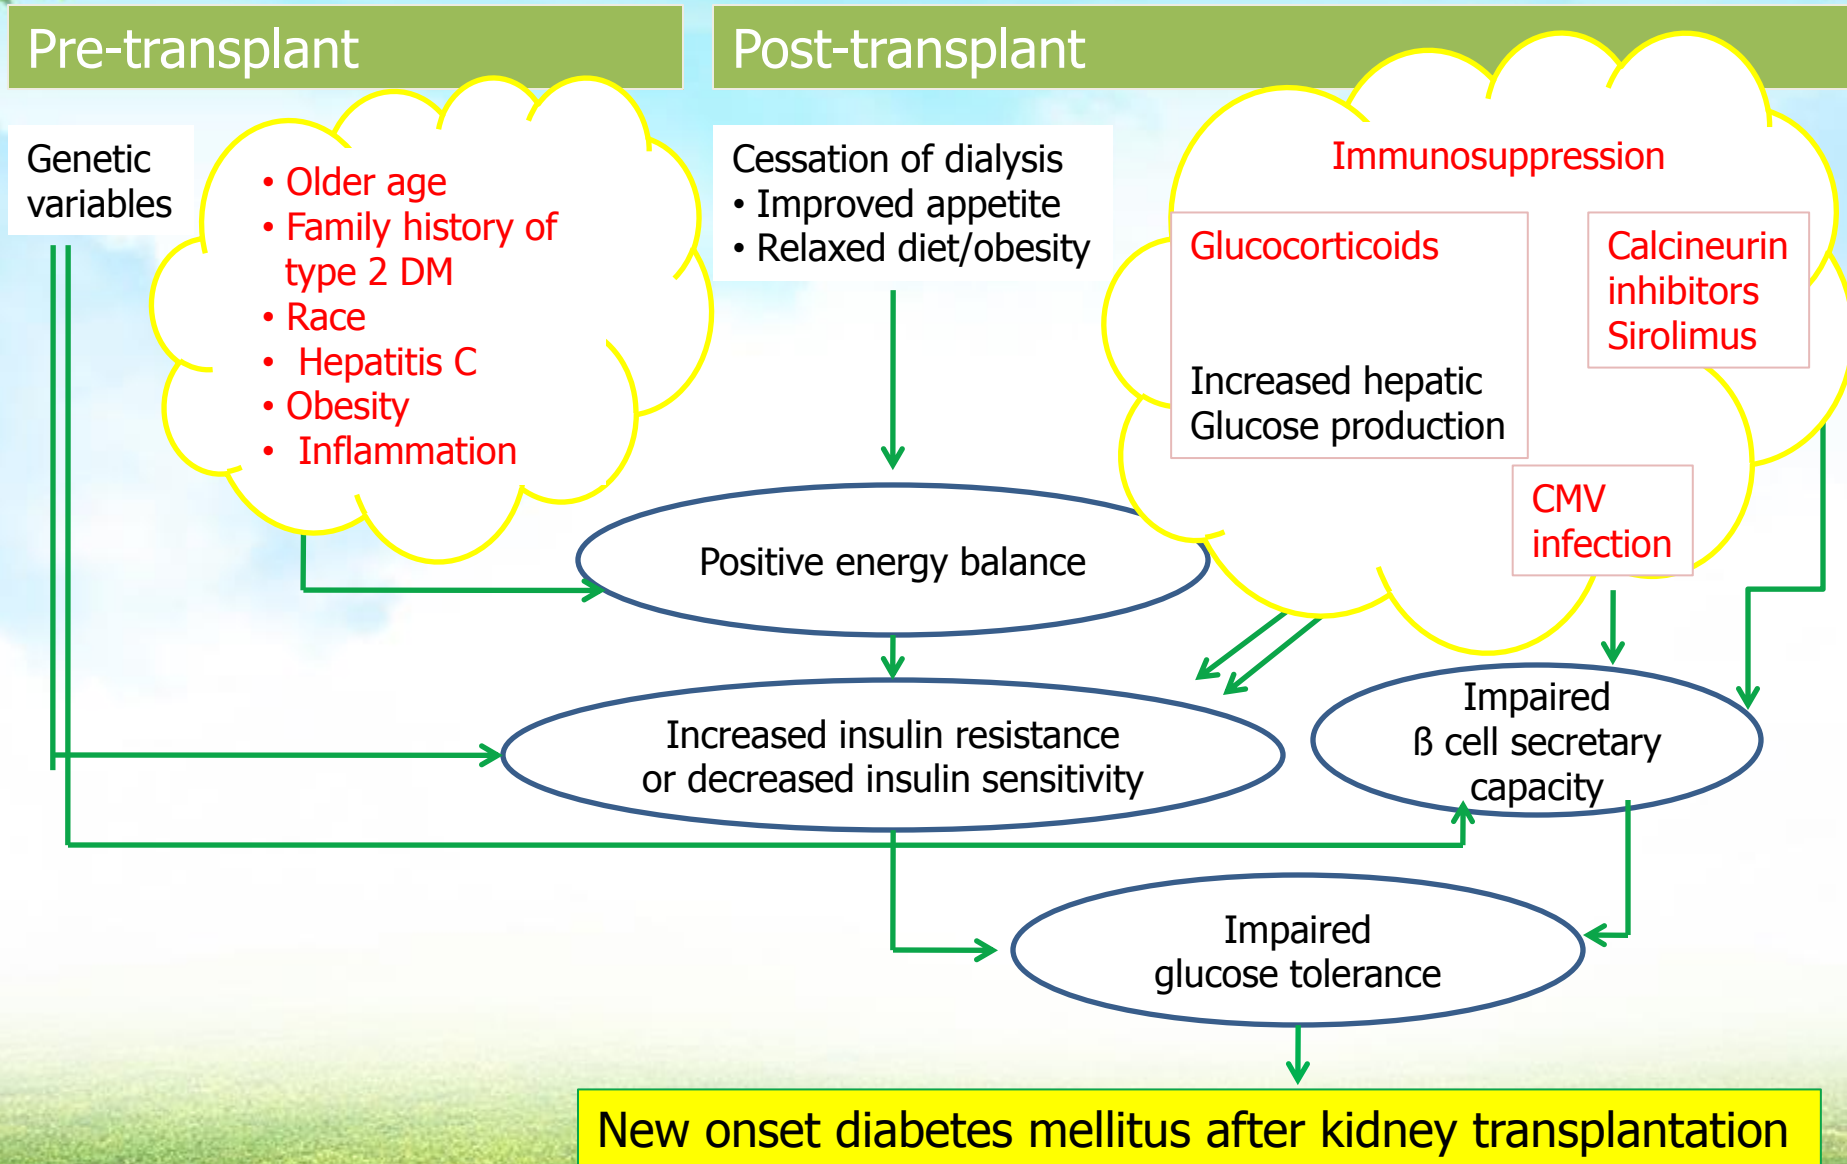 Pre-transplant
Post-transplant
Genetic
variables
• Older age
• Family history of
type 2 DM
• Race
• Hepatitis C
• Obesity
• Inflammation
Cessation of dialysis
• Improved appetite
• Relaxed diet/obesity
Immunosuppression
Glucocorticoids
Increased hepatic
Glucose production
Calcineurin
inhibitors
Sirolimus
CMV
infection
Positive energy balance
Increased insulin resistance
or decreased insulin sensitivity
Impaired
ß cell secretary
capacity
Impaired
glucose tolerance
New onset diabetes mellitus after kidney transplantation